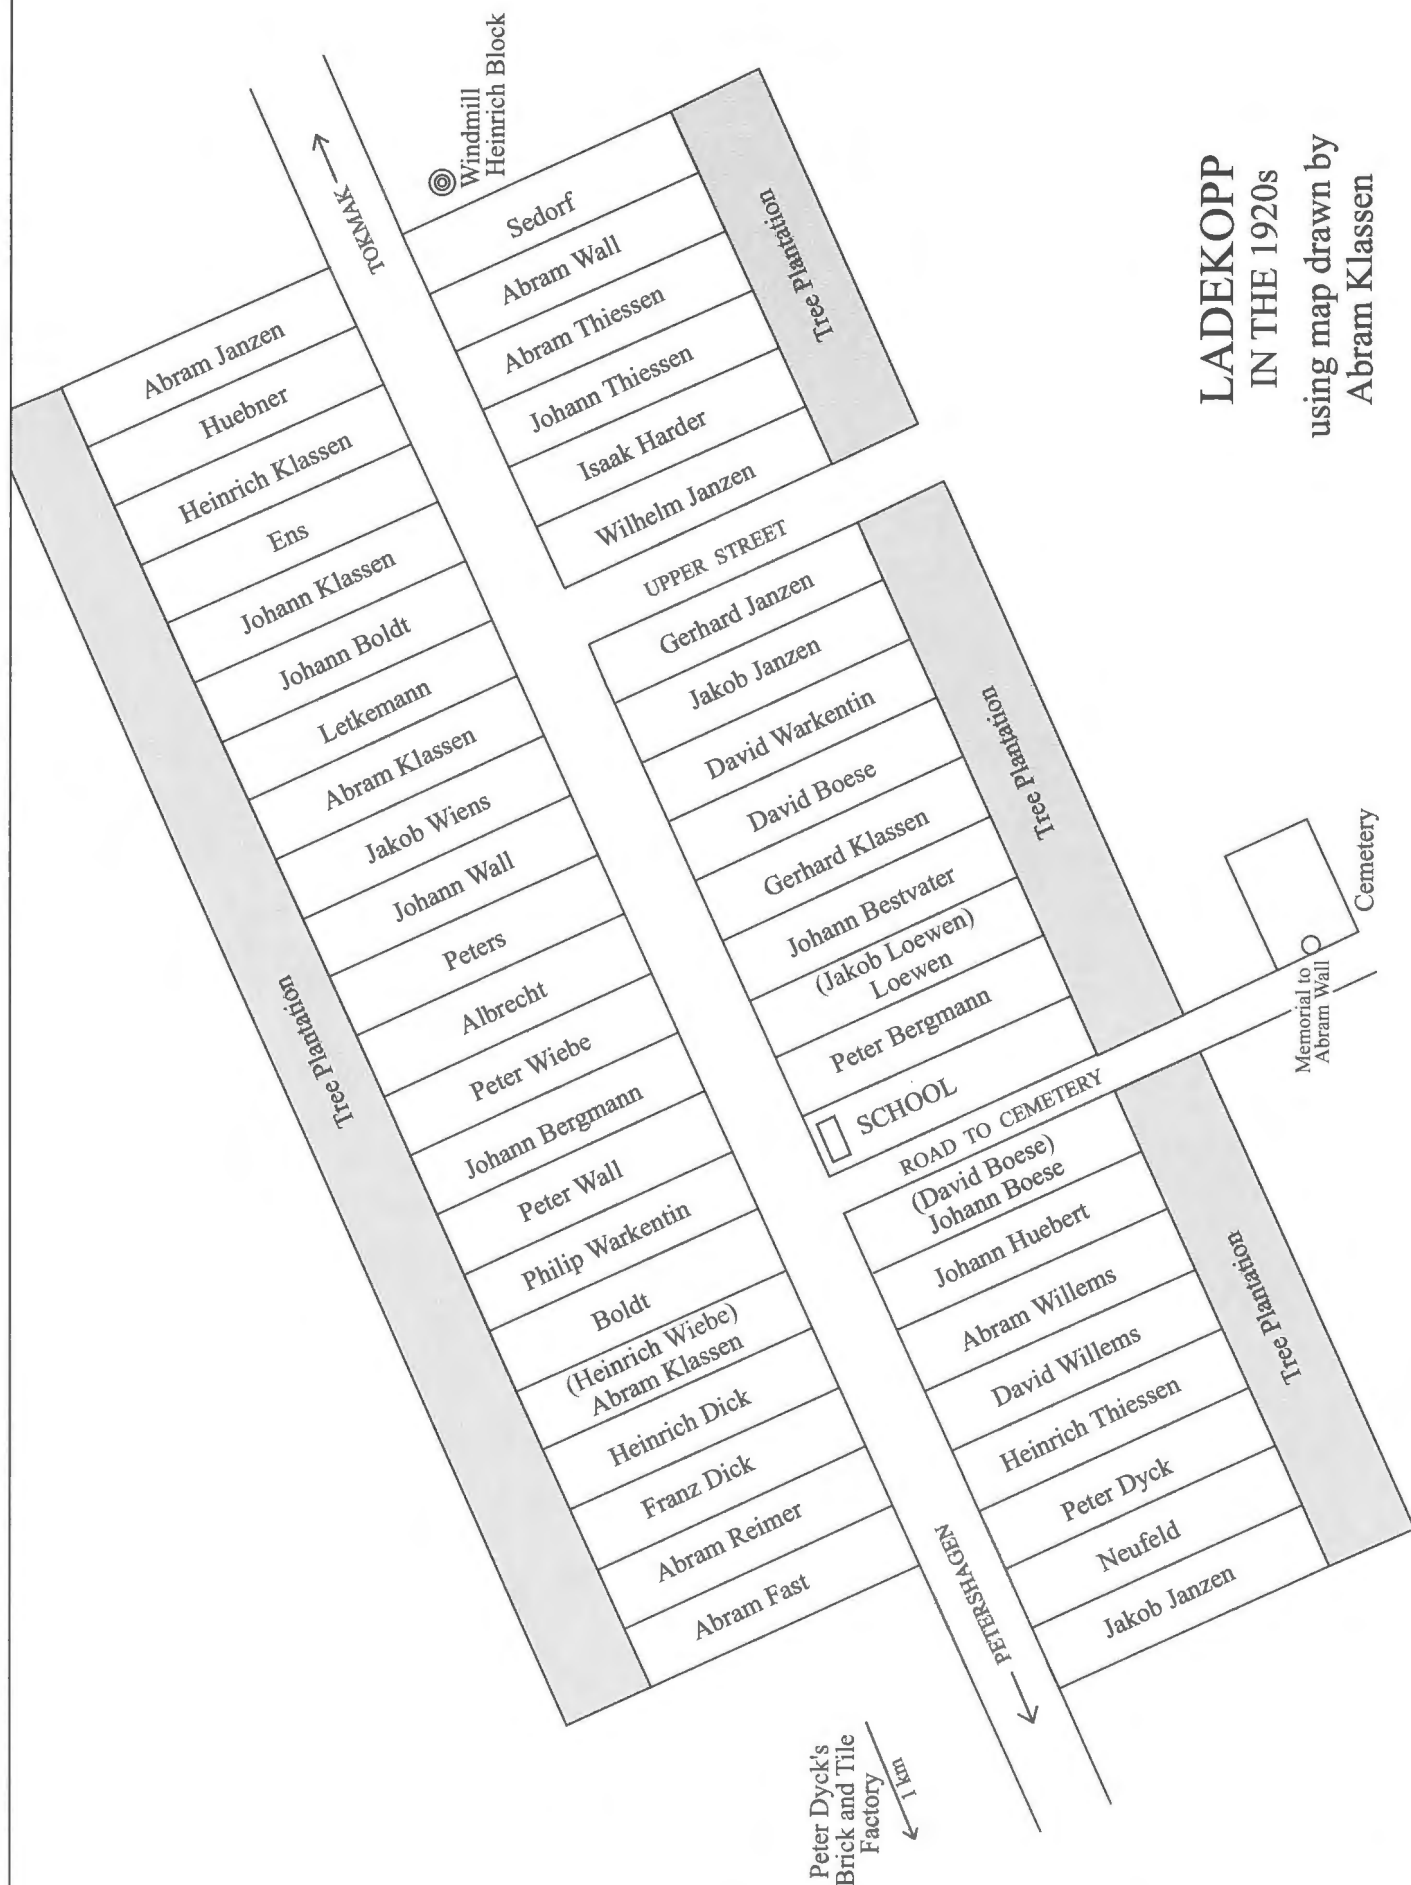 LADEKOPP
IN THE 1920s
using map drawn by
Abram Klassen
Windmill
Heinrich Block
TOKMAK
Abram Janzen
Huebner
Heinrich Klassen
Ens
Johann Klassen
Johann Boldt
Letkemann
Abram Klassen
Jakob Wiens
Johann Wall
Peters
Albrecht
Peter Wiebe
Johann Bergmann
Peter Wall
Philip Warkentin
Boldt
(Heinrich Wiebe)
Abram Klassen
Heinrich Dick
Franz Dick
Abram Reimer
Abram Fast
Tree Plantation
Sedorf
Abram Wall
Abram Thiessen
Johann Thiessen
Isaak Harder
Wilhelm Janzen
Tree Plantation
UPPER STREET
Gerhard Janzen
Jakob Janzen
David Warkentin
David Boese
Gerhard Klassen
Johann Bestvater
(Jakob Loewen)
Loewen
Peter Bergmann
SCHOOL
Tree Plantation
ROAD TO CEMETERY
(David Boese)
Johann Boese
Johann Huebert
Abram Willems
David Willems
Heinrich Thiessen
Peter Dyck
Neufeld
Jakob Janzen
Tree Plantation
Cemetery
Memorial to
Abram Wall
PETERSHAGEN
Peter Dyck's
Brick and Tile
Factory
1 km